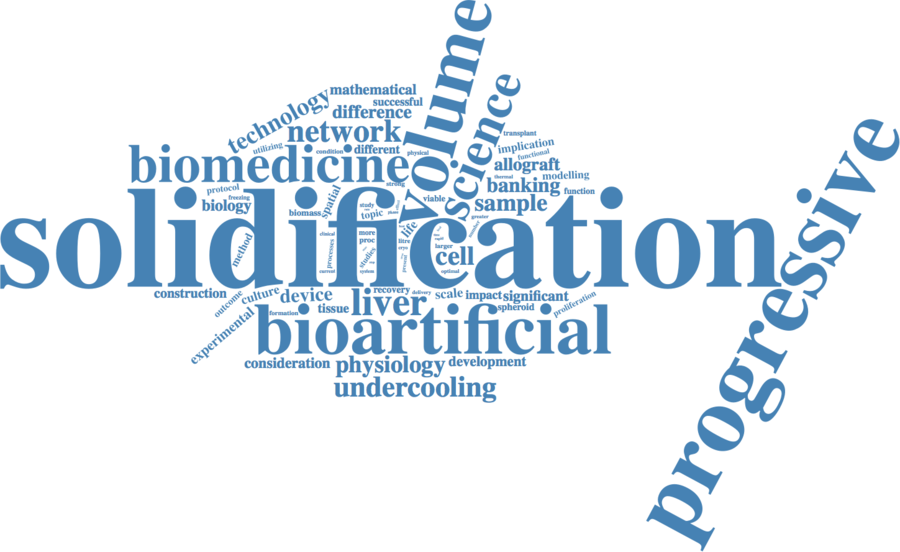 volume
mathematical
successful
technology
difference
science
network
transplant
utilizing
implication
condition
different
physical
functional
biomedicine
allograft
thermal
modelling
strong
banking
function
protocol
spatial
viable
freezing
sample
biology
study
biomass
topic
greater
solidification
progressive
life
clinical
more
proc
litre
cryo
larger
method
processes
studies
cell
current
system
optimal
construction
outcome
culture
device
recovery
delivery
scale
impact
significant
liver
tissue
formation
spheroid
proliferation
experimental
bioartificial
consideration
physiology
development
undercooling